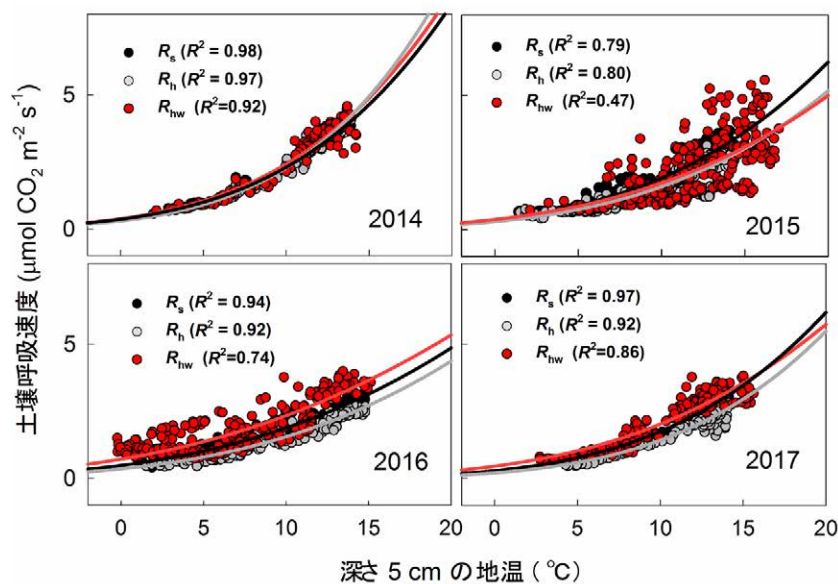 土壌呼吸速度 (μmol CO₂ m⁻² s⁻¹)
5
0
Rs (R² = 0.98)
Rh (R² = 0.97)
Rhw (R²=0.92)
2014
Rs (R² = 0.79)
Rh (R² = 0.80)
Rhw (R²=0.47)
2015
5
0
Rs (R² = 0.94)
Rh (R² = 0.92)
Rhw (R²=0.74)
2016
Rs (R² = 0.97)
Rh (R² = 0.92)
Rhw (R²=0.86)
2017
0 5 10 15 20
0 5 10 15 20
深さ 5 cm の地温 (°C)